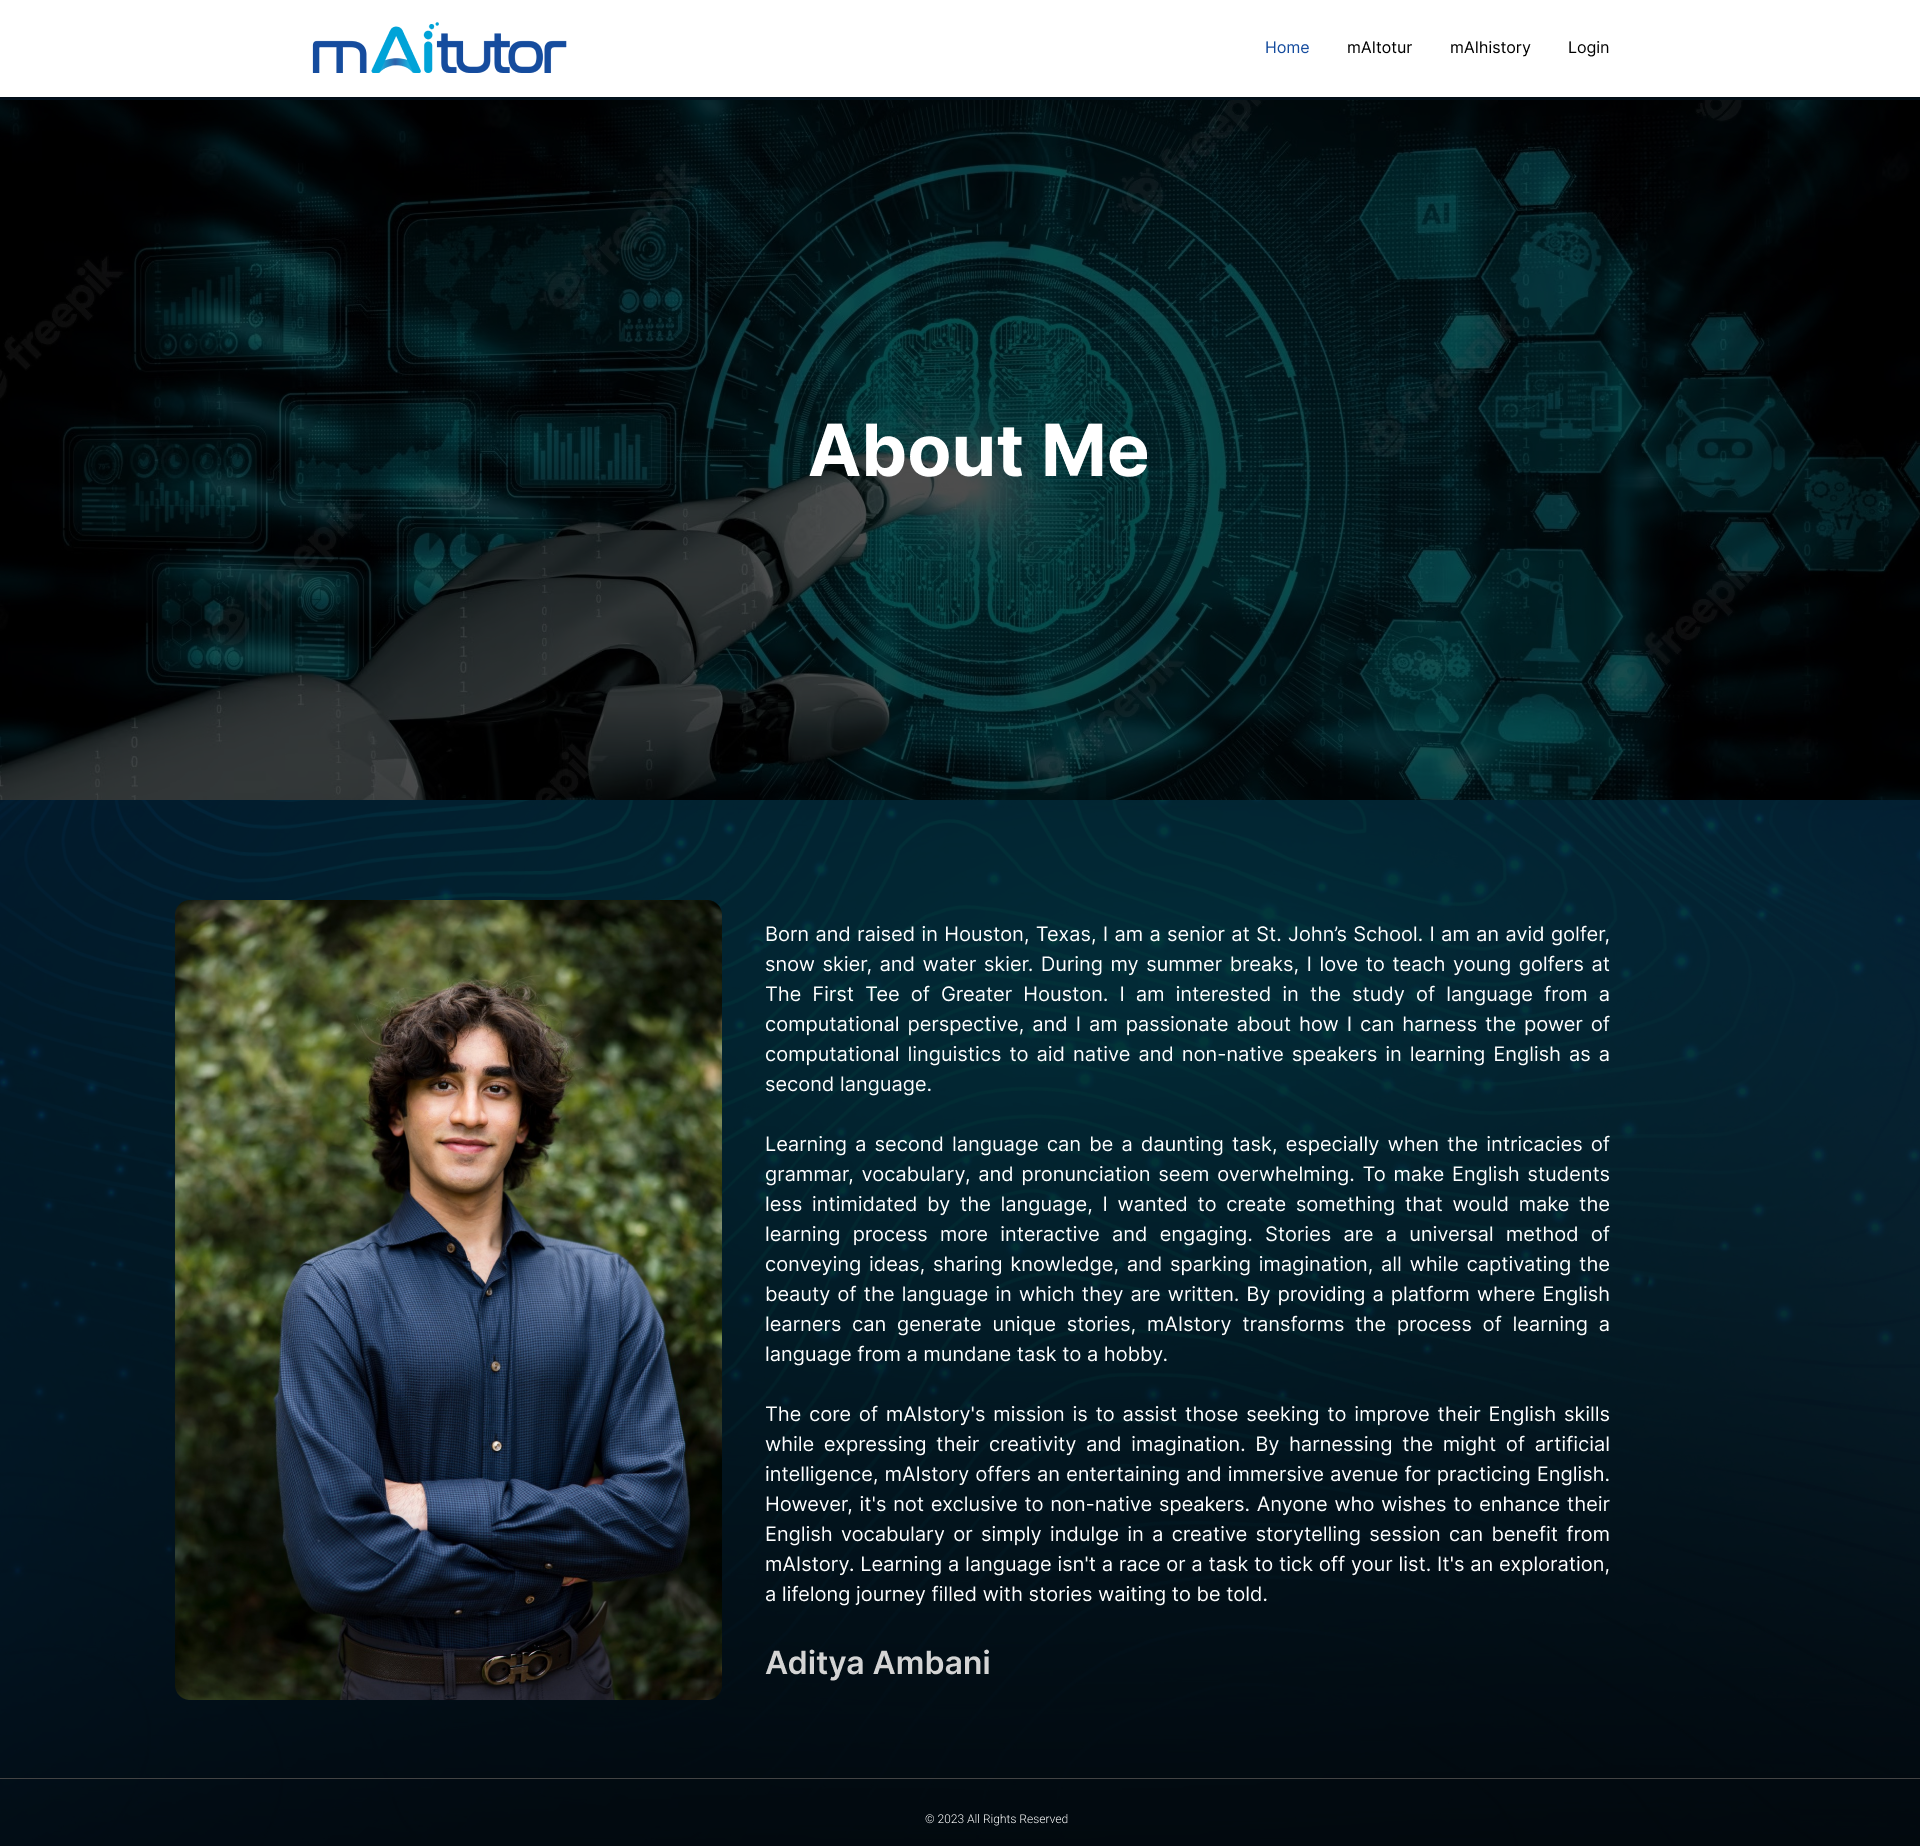 mAitutor
Home mAItotur mAIhistory Login
freepik
freepik
freepik
freepik
freepik
AI
About Me
freepik
freepik
freepik
epik
Born and raised in Houston, Texas, I am a senior at St. John’s School. I am an avid golfer,
snow skier, and water skier. During my summer breaks, I love to teach young golfers at
The First Tee of Greater Houston. I am interested in the study of language from a
computational perspective, and I am passionate about how I can harness the power of
computational linguistics to aid native and non-native speakers in learning English as a
second language.
Learning a second language can be a daunting task, especially when the intricacies of
grammar, vocabulary, and pronunciation seem overwhelming. To make English students
less intimidated by the language, I wanted to create something that would make the
learning process more interactive and engaging. Stories are a universal method of
conveying ideas, sharing knowledge, and sparking imagination, all while captivating the
beauty of the language in which they are written. By providing a platform where English
learners can generate unique stories, mAIstory transforms the process of learning a
language from a mundane task to a hobby.
The core of mAIstory's mission is to assist those seeking to improve their English skills
while expressing their creativity and imagination. By harnessing the might of artificial
intelligence, mAIstory offers an entertaining and immersive avenue for practicing English.
However, it's not exclusive to non-native speakers. Anyone who wishes to enhance their
English vocabulary or simply indulge in a creative storytelling session can benefit from
mAIstory. Learning a language isn't a race or a task to tick off your list. It's an exploration,
a lifelong journey filled with stories waiting to be told.
Aditya Ambani
© 2023 All Rights Reserved